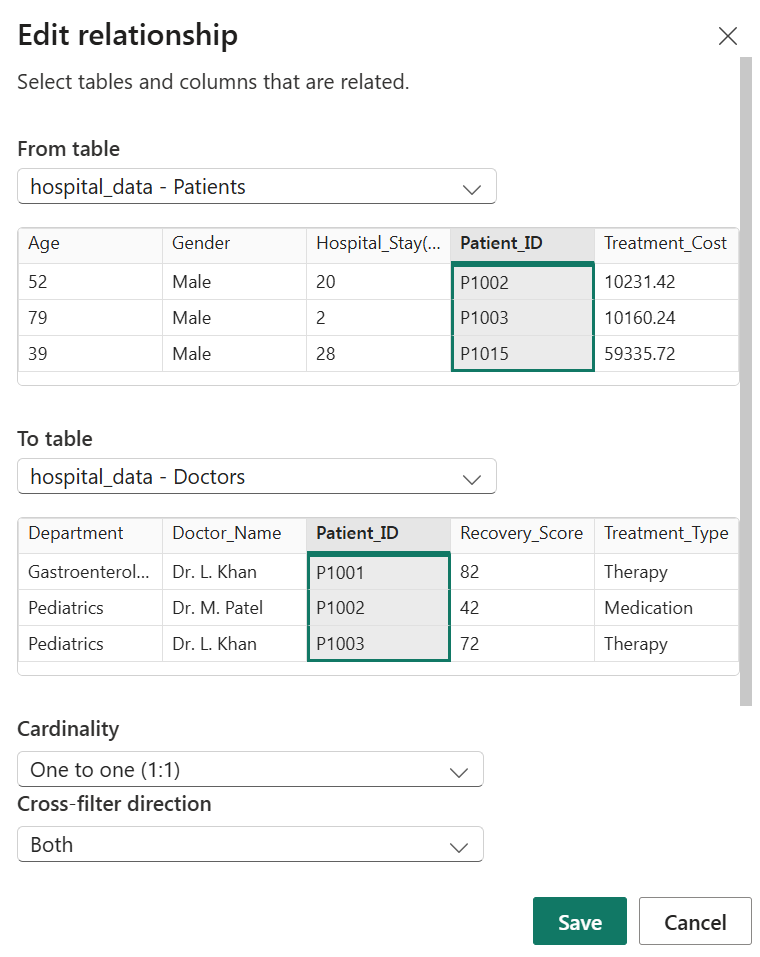 Edit relationship
Select tables and columns that are related.
From table
hospital_data - Patients
Age Gender Hospital_Stay(... Patient_ID Treatment_Cost
52 Male 20 P1002 10231.42
79 Male 2 P1003 10160.24
39 Male 28 P1015 59335.72
To table
hospital_data - Doctors
Department Doctor_Name Patient_ID Recovery_Score Treatment_Type
Gastroenterol... Dr. L. Khan P1001 82 Therapy
Pediatrics Dr. M. Patel P1002 42 Medication
Pediatrics Dr. L. Khan P1003 72 Therapy
Cardinality
One to one (1:1)
Cross-filter direction
Both
Save Cancel